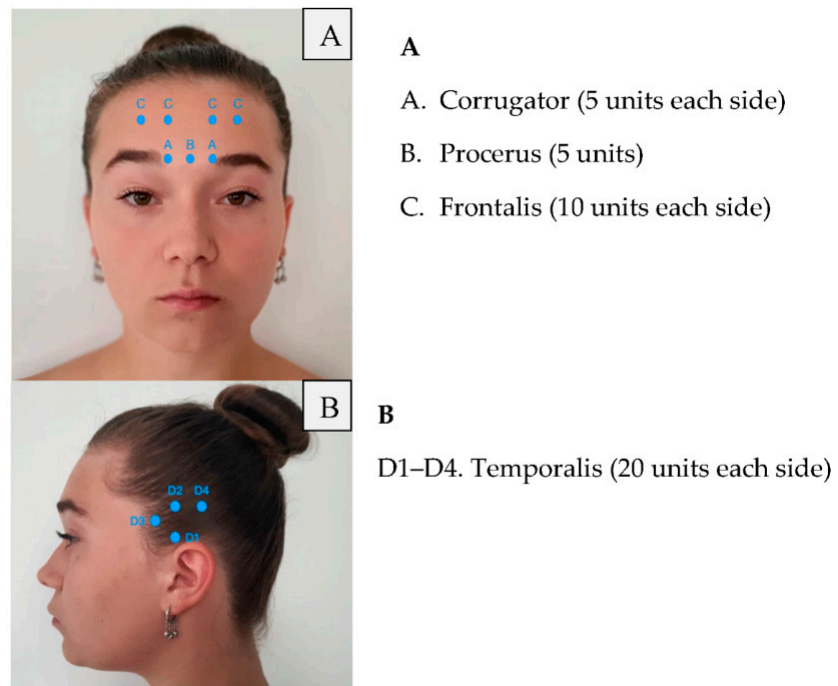 A
C C C C
A B A
A
A. Corrugator (5 units each side)
B. Procerus (5 units)
C. Frontalis (10 units each side)
B
D2 D4
D3
D1
B
D1–D4. Temporalis (20 units each side)